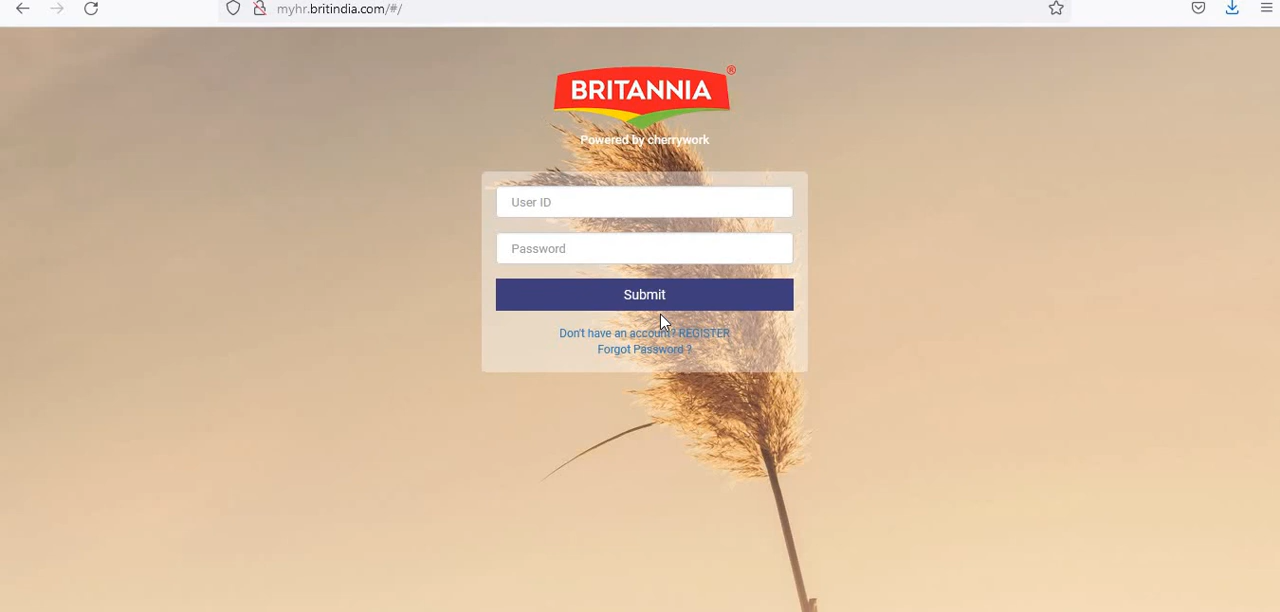 myhr.britindia.com/#/
BRITANNIA®
Powered by cherrywork
User ID
Password
Submit
Don't have an account? REGISTER
Forgot Password ?